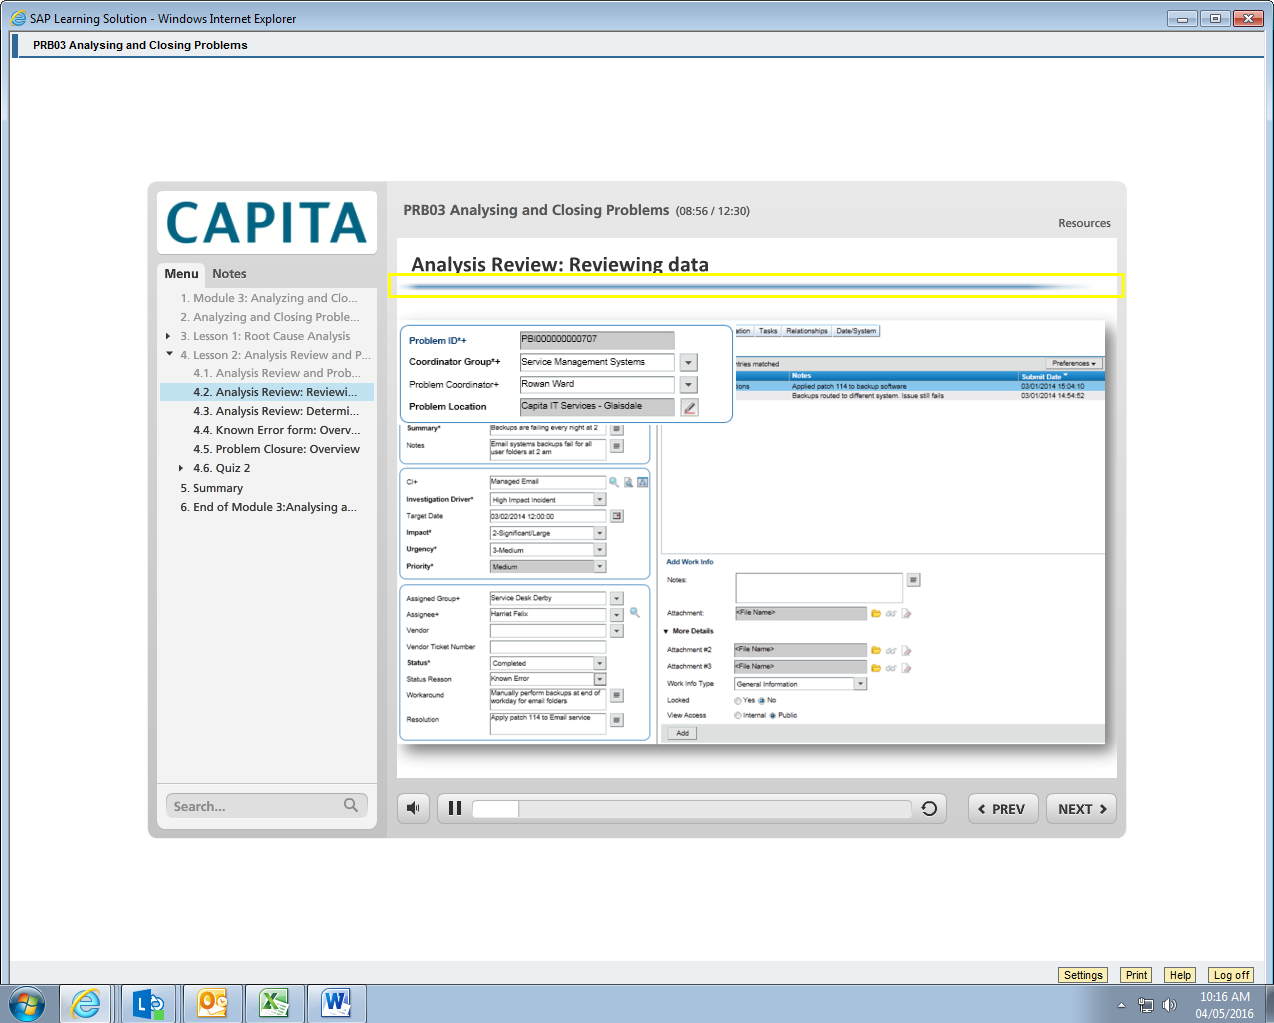 SAP Learning Solution - Windows Internet Explorer
PRB03 Analysing and Closing Problems
CAPITA
PRB03 Analysing and Closing Problems (08:56 / 12:30)
Resources
Menu Notes
1. Module 3: Analyzing and Clo...
2. Analyzing and Closing Proble...
3. Lesson 1: Root Cause Analysis
4. Lesson 2: Analysis Review and P...
4.1. Analysis Review and Prob...
4.2. Analysis Review: Reviewi...
4.3. Analysis Review: Determi...
4.4. Known Error form: Overv...
4.5. Problem Closure: Overview
4.6. Quiz 2
5. Summary
6. End of Module 3:Analysing a...
Search...
Analysis Review: Reviewing data
Problem ID*+ PBI000000000707
Coordinator Group*+ Service Management Systems
Problem Coordinator+ Rowan Ward
Problem Location Capita IT Services - Glaisdale
Summary* Backups are failing every night at 2
Notes Email systems backups fail for all
user folders at 2 am
CI+ Managed Email
Investigation Driver* High Impact Incident
Target Date 03/02/2014 12:00:00
Impact* 2-Significant/Large
Urgency* 3-Medium
Priority* Medium
Assigned Group+ Service Desk Derby
Assignee+ Harriet Felix
Vendor
Vendor Ticket Number
Status* Completed
Status Reason Known Error
Workaround Manually perform backups at end of
workday for email folders
Resolution Apply patch 114 to Email service
ation Tasks Relationships Date/System
ntries matched Preferences
Notes Submit Date
ions Applied patch 114 to backup software 03/01/2014 15:04:10
Backups routed to different system. Issue still fails 03/01/2014 14:54:52
Add Work Info
Notes:
Attachment: <File Name>
More Details
Attachment #2 <File Name>
Attachment #3 <File Name>
Work Info Type General Information
Locked Yes No
View Access Internal Public
Add
PREV NEXT
Settings Print Help Log off
10:16 AM
04/05/2016